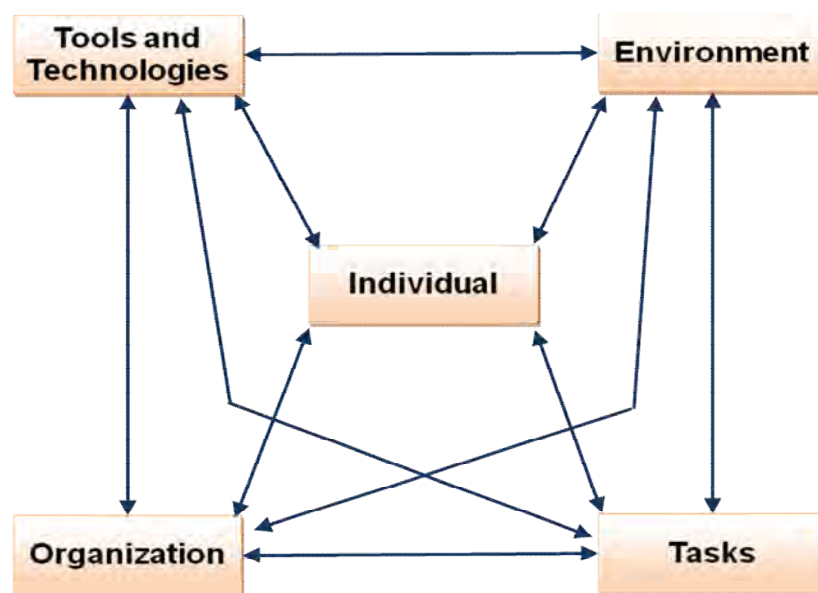 Tools and
Technologies
Environment
Individual
Organization
Tasks